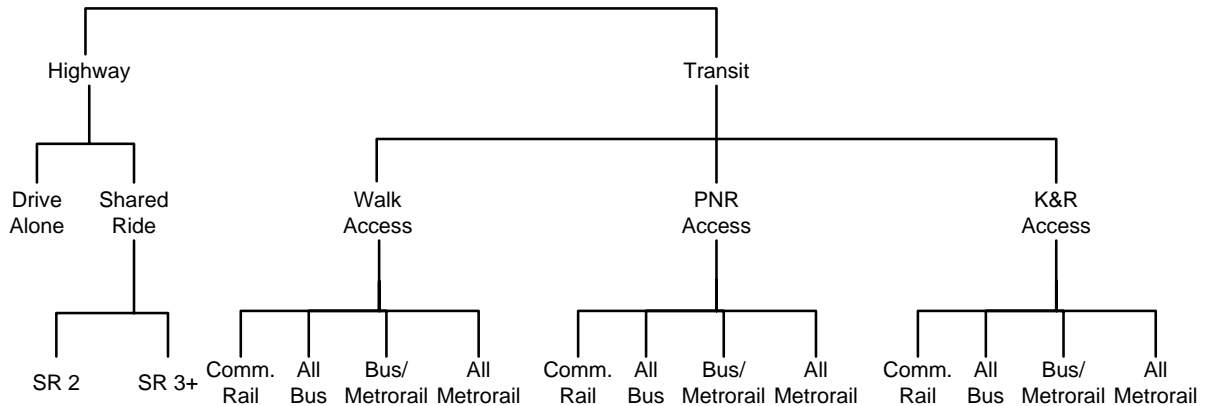 Highway
Transit
Drive
Alone
Shared
Ride
Walk
Access
PNR
Access
K&R
Access
SR 2
SR 3+
Comm.
Rail
All
Bus
Bus/
Metrorail
All
Metrorail
Comm.
Rail
All
Bus
Bus/
Metrorail
All
Metrorail
Comm.
Rail
All
Bus
Bus/
Metrorail
All
Metrorail